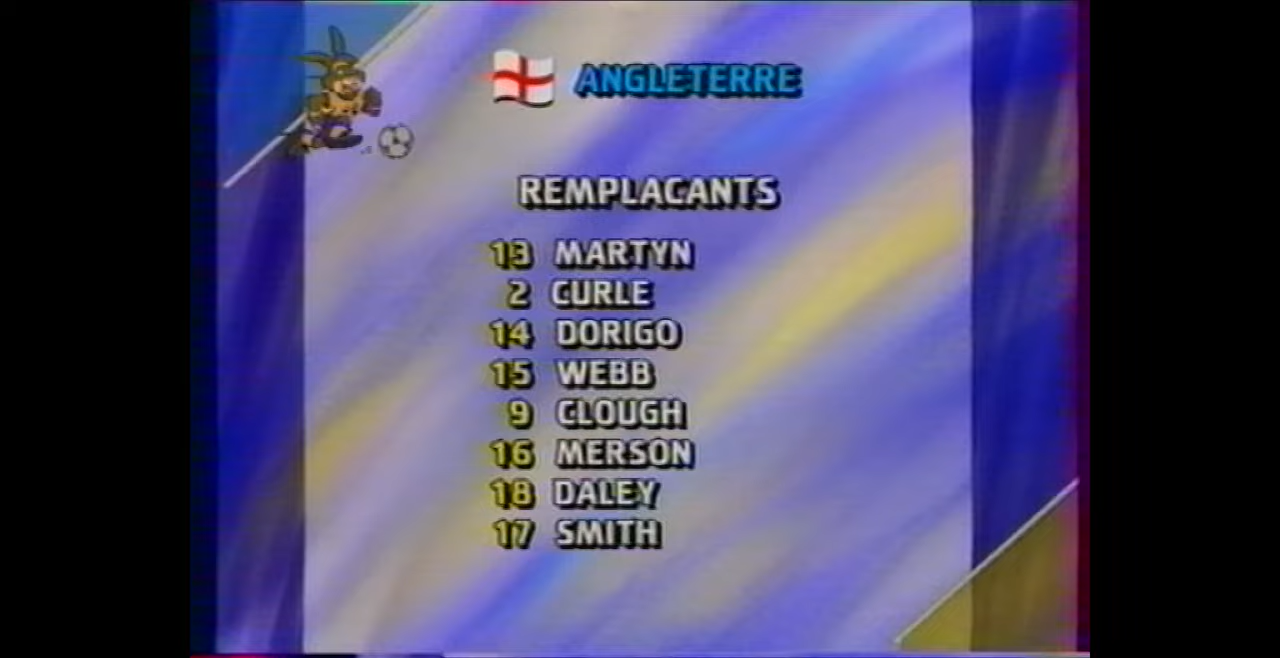 ANGLETERRE
REMPLACANTS
13 MARTYN
2 CURLE
14 DORIGO
15 WEBB
9 CLOUGH
16 MERSON
18 DALEY
17 SMITH